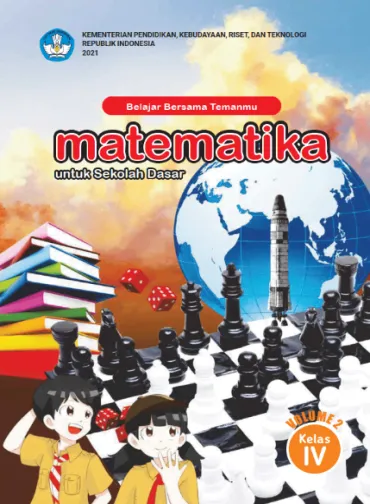 KEMENTERIAN PENDIDIKAN, KEBUDAYAAN, RISET, DAN TEKNOLOGI
REPUBLIK INDONESIA
2021
Belajar Bersama Temanmu
matematika
untuk Sekolah Dasar
VOLUME 2
Kelas
IV